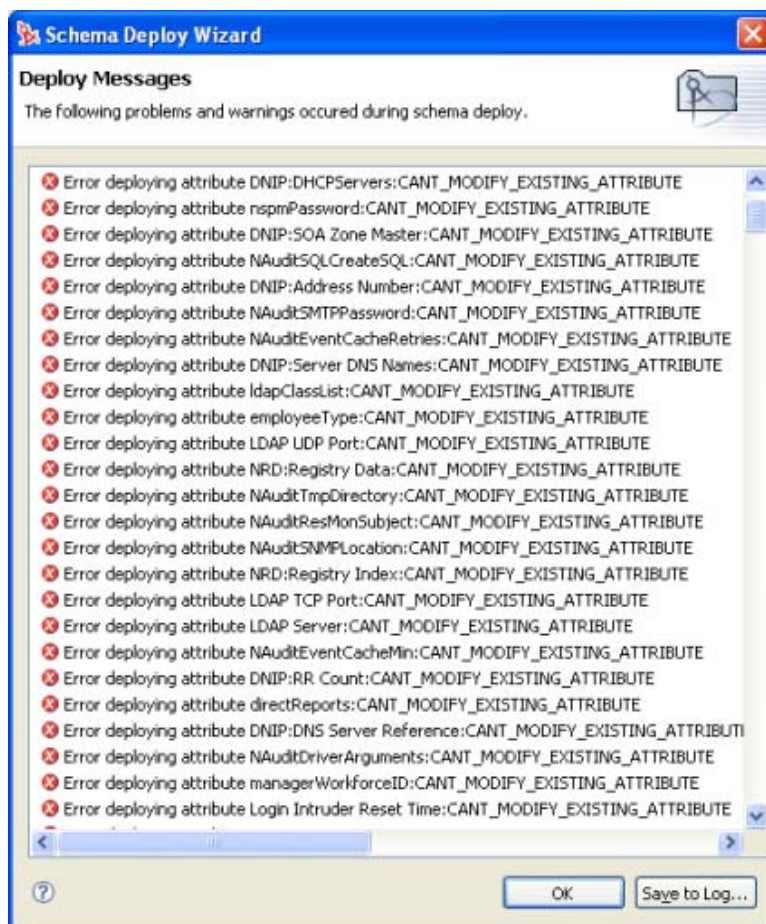 Schema Deploy Wizard
Deploy Messages
The following problems and warnings occured during schema deploy.
Error deploying attribute DNIP:DHCPServers:CANT_MODIFY_EXISTING_ATTRIBUTE
Error deploying attribute nspmPassword:CANT_MODIFY_EXISTING_ATTRIBUTE
Error deploying attribute DNIP:SOA Zone Master:CANT_MODIFY_EXISTING_ATTRIBUTE
Error deploying attribute NAuditSQLCreateSQL:CANT_MODIFY_EXISTING_ATTRIBUTE
Error deploying attribute DNIP:Address Number:CANT_MODIFY_EXISTING_ATTRIBUTE
Error deploying attribute NAuditSMTPPassword:CANT_MODIFY_EXISTING_ATTRIBUTE
Error deploying attribute NAuditEventCacheRetries:CANT_MODIFY_EXISTING_ATTRIBUTE
Error deploying attribute DNIP:Server DNS Names:CANT_MODIFY_EXISTING_ATTRIBUTE
Error deploying attribute ldapClassList:CANT_MODIFY_EXISTING_ATTRIBUTE
Error deploying attribute employeeType:CANT_MODIFY_EXISTING_ATTRIBUTE
Error deploying attribute LDAP UDP Port:CANT_MODIFY_EXISTING_ATTRIBUTE
Error deploying attribute NRD:Registry Data:CANT_MODIFY_EXISTING_ATTRIBUTE
Error deploying attribute NAuditTmpDirectory:CANT_MODIFY_EXISTING_ATTRIBUTE
Error deploying attribute NAuditResMonSubject:CANT_MODIFY_EXISTING_ATTRIBUTE
Error deploying attribute NAuditSNMPLocation:CANT_MODIFY_EXISTING_ATTRIBUTE
Error deploying attribute NRD:Registry Index:CANT_MODIFY_EXISTING_ATTRIBUTE
Error deploying attribute LDAP TCP Port:CANT_MODIFY_EXISTING_ATTRIBUTE
Error deploying attribute LDAP Server:CANT_MODIFY_EXISTING_ATTRIBUTE
Error deploying attribute NAuditEventCacheMin:CANT_MODIFY_EXISTING_ATTRIBUTE
Error deploying attribute DNIP:RR Count:CANT_MODIFY_EXISTING_ATTRIBUTE
Error deploying attribute directReports:CANT_MODIFY_EXISTING_ATTRIBUTE
Error deploying attribute DNIP:DNS Server Reference:CANT_MODIFY_EXISTING_ATTRIBUT
Error deploying attribute NAuditDriverArguments:CANT_MODIFY_EXISTING_ATTRIBUTE
Error deploying attribute managerWorkforceID:CANT_MODIFY_EXISTING_ATTRIBUTE
Error deploying attribute Login Intruder Reset Time:CANT_MODIFY_EXISTING_ATTRIBUTE
OK
Save to Log...